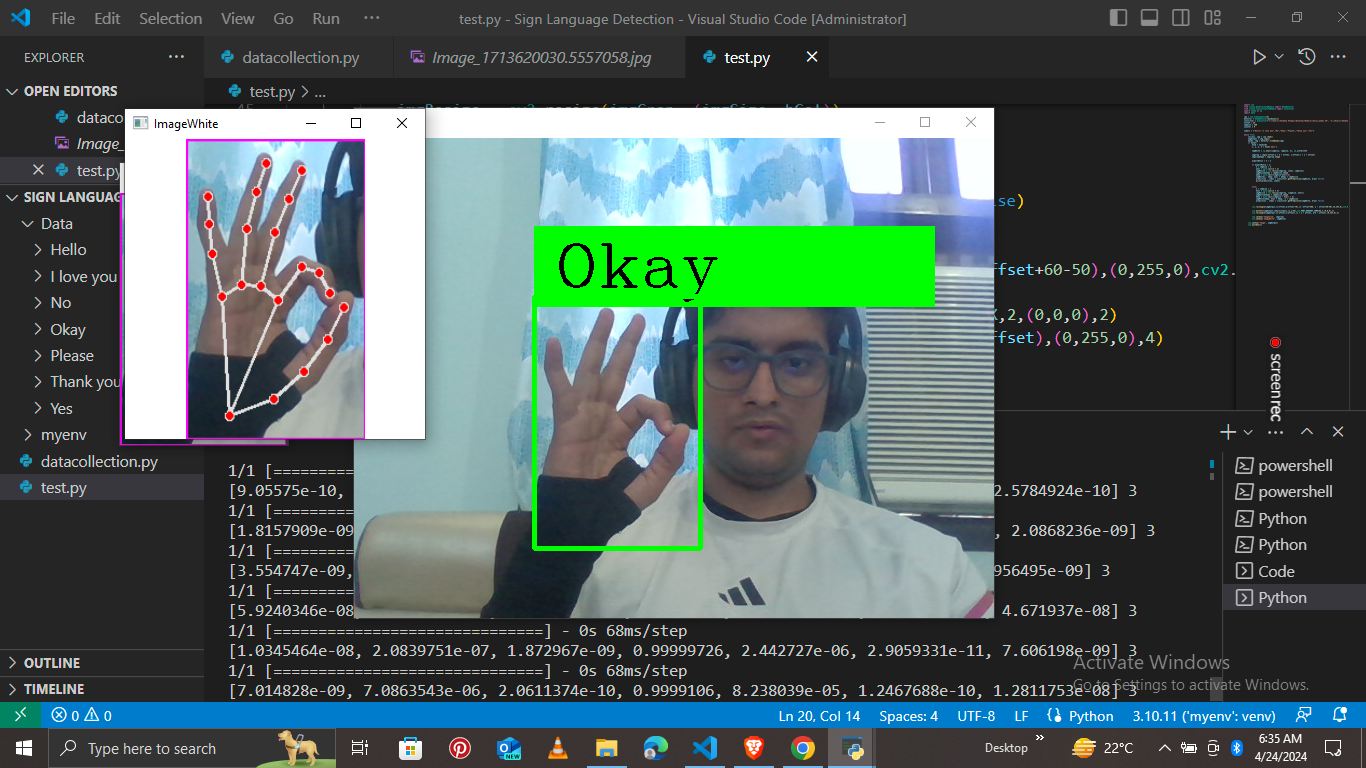 File Edit Selection View Go Run ···
test.py - Sign Language Detection - Visual Studio Code [Administrator]
EXPLORER ···
datacollection.py
Image_1713620030.5557058.jpg
test.py
test.py > ...
OPEN EDITORS
test.py
SIGN LANGUAG
Data
Hello
I love you
No
Okay
Please
Thank you
Yes
myenv
datacollection.py
test.py
OUTLINE
TIMELINE
ImageWhite
Okay
ffset+60-50),(0,255,0),cv2.
,2,(0,0,0),2)
ffset),(0,255,0),4)
screenrec
powershell
powershell
Python
Python
Code
Python
1/1 [==========
[9.05575e-10, 2.5784924e-10] 3
1/1 [==========
[1.8157909e-09 , 2.0868236e-09] 3
1/1 [==========
[3.554747e-09, 956495e-09] 3
1/1 [==========
[5.9240346e-08 4.671937e-08] 3
1/1 [==============================] - 0s 68ms/step
[1.0345464e-08, 2.0839751e-07, 1.872967e-09, 0.99999726, 2.442727e-06, 2.9059331e-11, 7.606198e-09] 3
1/1 [==============================] - 0s 68ms/step
[7.014828e-09, 7.0863543e-06, 2.0611374e-10, 0.9999106, 8.238039e-05, 1.2467688e-10, 1.2811753e-08] 3
Activate Windows
Go to Settings to activate Windows.
0 0
Ln 20, Col 14 Spaces: 4 UTF-8 LF Python 3.10.11 ('myenv': venv)
Type here to search
NEW
Desktop
22°C
6:35 AM
4/24/2024